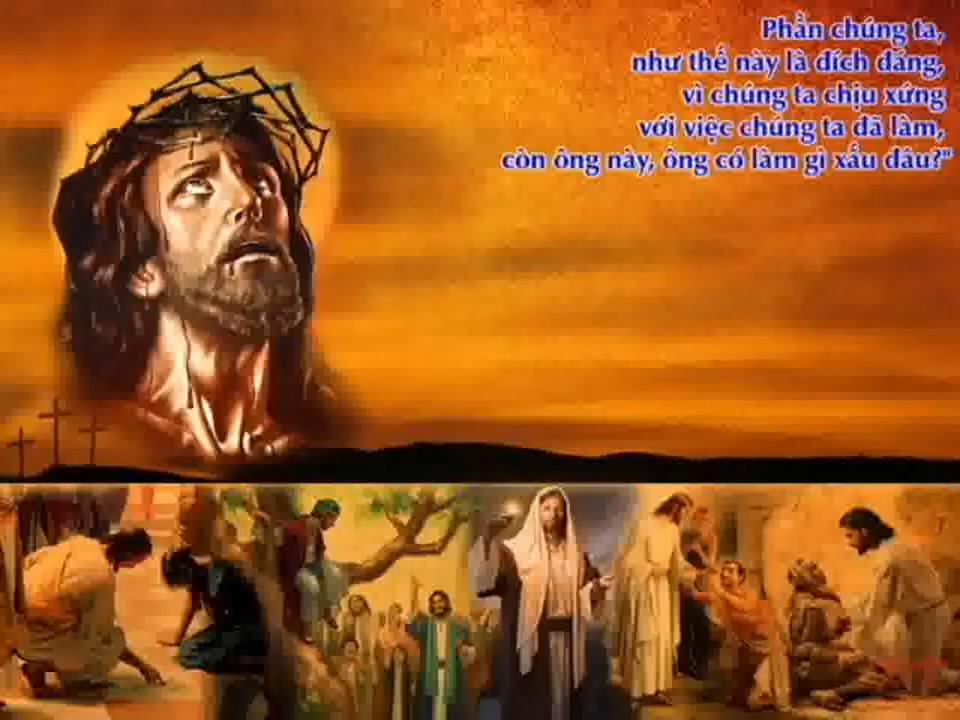 Phần chúng ta,
như thế này là đích đáng,
vì chúng ta chịu xứng
với việc chúng ta đã làm,
còn ông này, ông có làm gì xấu đâu?"